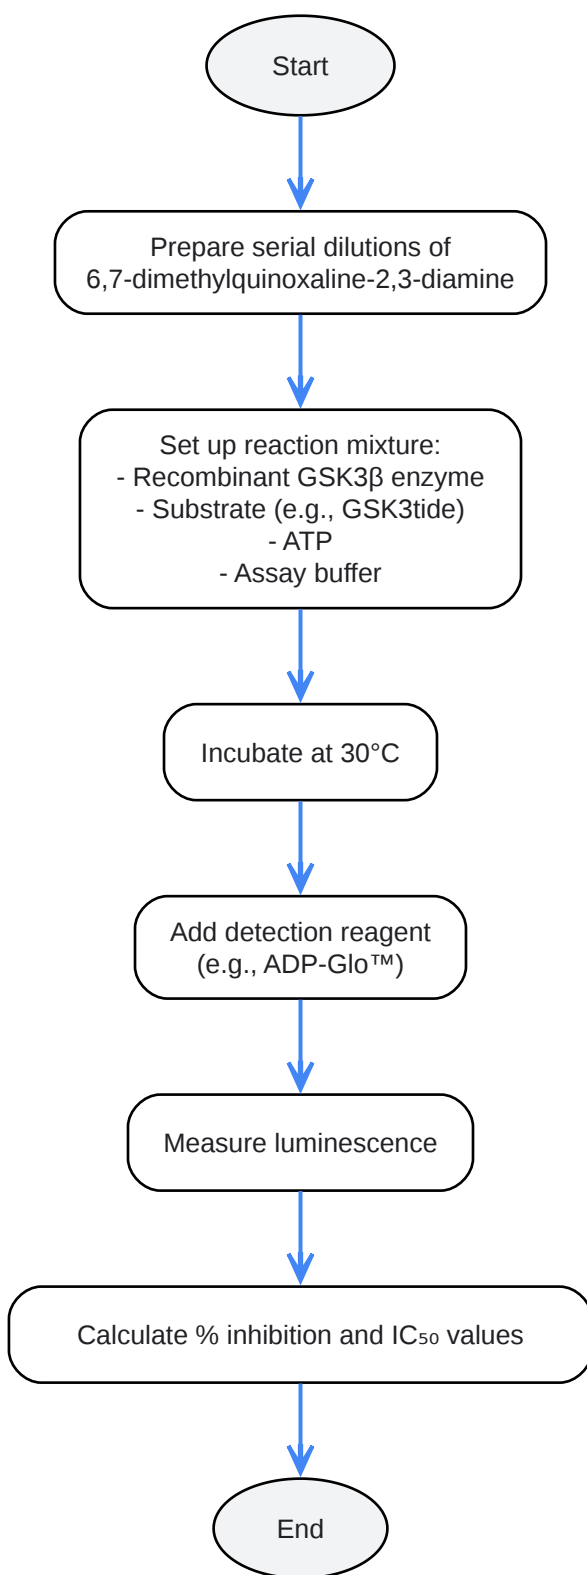 Start
Prepare serial dilutions of
6,7-dimethylquinoxaline-2,3-diamine
Set up reaction mixture:
- Recombinant GSK3β enzyme
- Substrate (e.g., GSK3tide)
- ATP
- Assay buffer
Incubate at 30°C
Add detection reagent
(e.g., ADP-Glo™)
Measure luminescence
Calculate % inhibition and IC₅₀ values
End